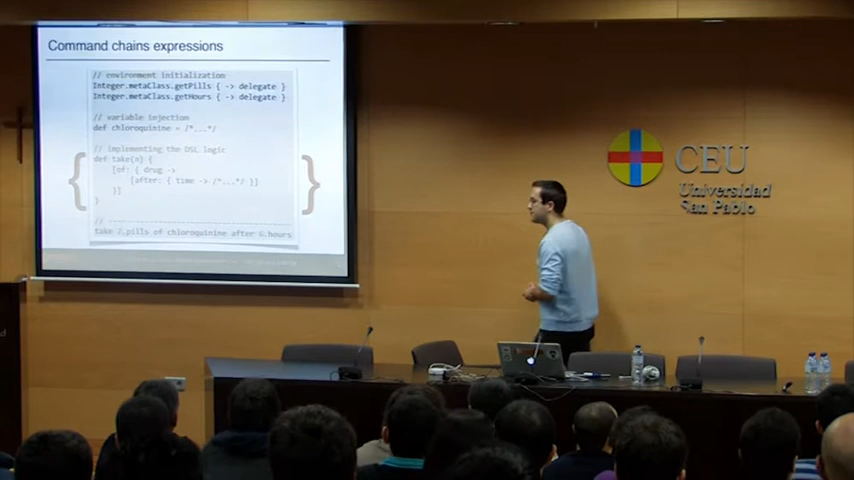 Command chains expressions
// environment initialization
Integer.metaClass.getPills { -> delegate }
Integer.metaClass.getHours { -> delegate }
// variable injection
def chloroquinine = /*...*/
// implementing the DSL logic
def take(n) {
[of: { drug ->
[after: { time -> /*...*/ }]
}]
}
// ------------------------------
take 2.pills of chloroquinine after 6.hours
{ }
CEU
Universidad
San Pablo